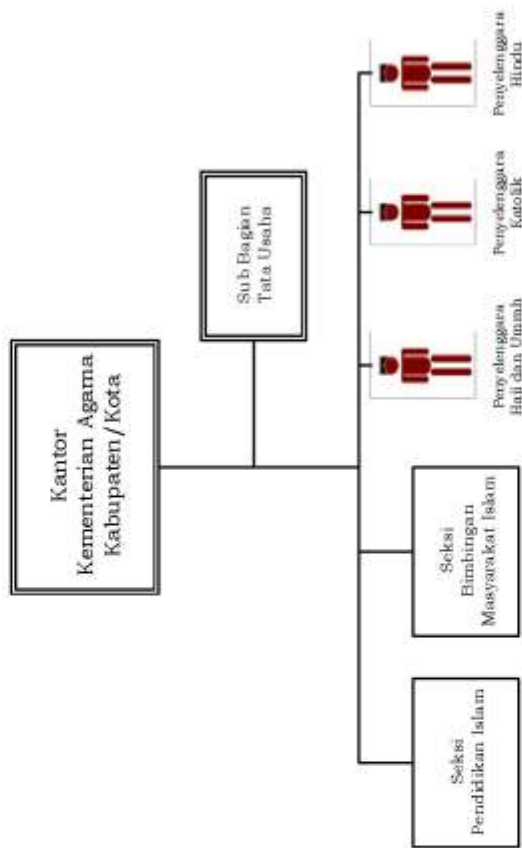 Kantor
Kementerian Agama
Kabupaten/Kota
Sub Bagian
Tata Usaha
Seksi
Pendidikan Islam
Seksi
Bimbingan
Masyarakat Islam
Penyelenggara
Haji dan Umrah
Penyelenggara
Katolik
Penyelenggara
Hindu